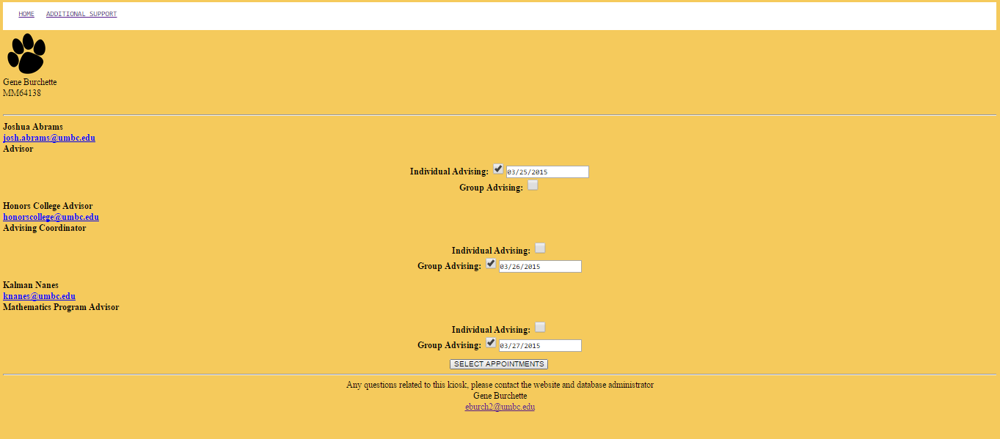 HOME ADDITIONAL SUPPORT
Gene Burchette
MM64138
Joshua Abrams
josh.abrams@umbc.edu
Advisor
Individual Advising: 03/25/2015
Group Advising:
Honors College Advisor
honorscollege@umbc.edu
Advising Coordinator
Individual Advising:
Group Advising: 03/26/2015
Kalman Nanes
knanes@umbc.edu
Mathematics Program Advisor
Individual Advising:
Group Advising: 03/27/2015
SELECT APPOINTMENTS
Any questions related to this kiosk, please contact the website and database administrator
Gene Burchette
eburch2@umbc.edu